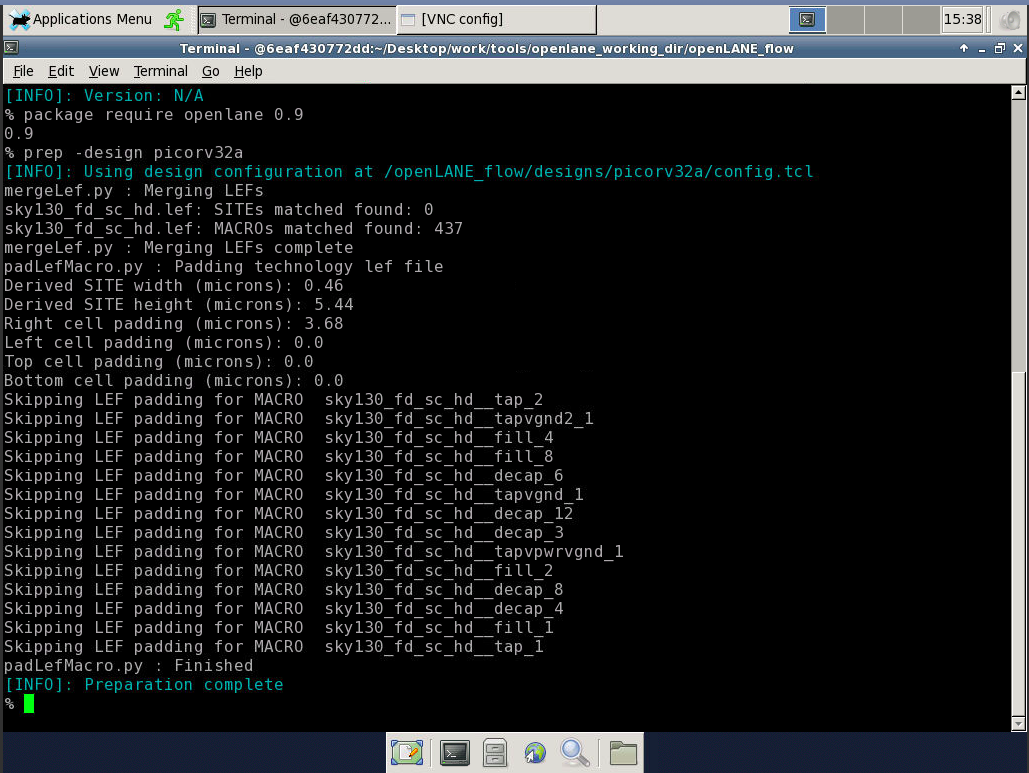 Applications Menu
Terminal - @6eaf430772...
[VNC config]
15:38
Terminal - @6eaf430772dd:~/Desktop/work/tools/openlane_working_dir/openLANE_flow
File Edit View Terminal Go Help
[INFO]: Version: N/A
% package require openlane 0.9
0.9
% prep -design picorv32a
[INFO]: Using design configuration at /openLANE_flow/designs/picorv32a/config.tcl
mergeLef.py : Merging LEFs
sky130_fd_sc_hd.lef: SITEs matched found: 0
sky130_fd_sc_hd.lef: MACROs matched found: 437
mergeLef.py : Merging LEFs complete
padLefMacro.py : Padding technology lef file
Derived SITE width (microns): 0.46
Derived SITE height (microns): 5.44
Right cell padding (microns): 3.68
Left cell padding (microns): 0.0
Top cell padding (microns): 0.0
Bottom cell padding (microns): 0.0
Skipping LEF padding for MACRO  sky130_fd_sc_hd__tap_2
Skipping LEF padding for MACRO  sky130_fd_sc_hd__tapvgnd2_1
Skipping LEF padding for MACRO  sky130_fd_sc_hd__fill_4
Skipping LEF padding for MACRO  sky130_fd_sc_hd__fill_8
Skipping LEF padding for MACRO  sky130_fd_sc_hd__decap_6
Skipping LEF padding for MACRO  sky130_fd_sc_hd__tapvgnd_1
Skipping LEF padding for MACRO  sky130_fd_sc_hd__decap_12
Skipping LEF padding for MACRO  sky130_fd_sc_hd__decap_3
Skipping LEF padding for MACRO  sky130_fd_sc_hd__tapvpwrvgnd_1
Skipping LEF padding for MACRO  sky130_fd_sc_hd__fill_2
Skipping LEF padding for MACRO  sky130_fd_sc_hd__decap_8
Skipping LEF padding for MACRO  sky130_fd_sc_hd__decap_4
Skipping LEF padding for MACRO  sky130_fd_sc_hd__fill_1
Skipping LEF padding for MACRO  sky130_fd_sc_hd__tap_1
padLefMacro.py : Finished
[INFO]: Preparation complete
%